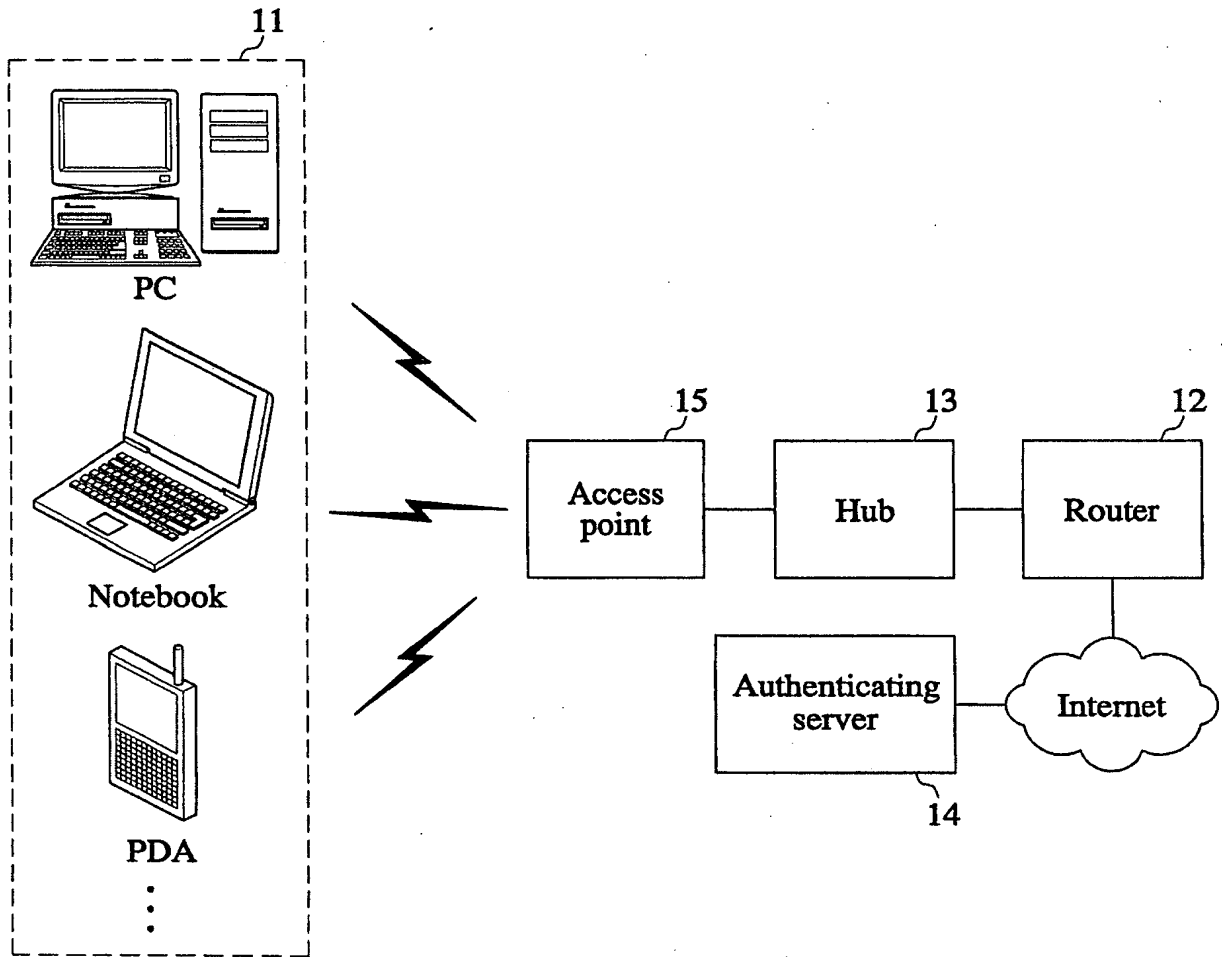 11
PC
Notebook
PDA
15
Access
point
13
Hub
12
Router
Authenticating
server
14
Internet